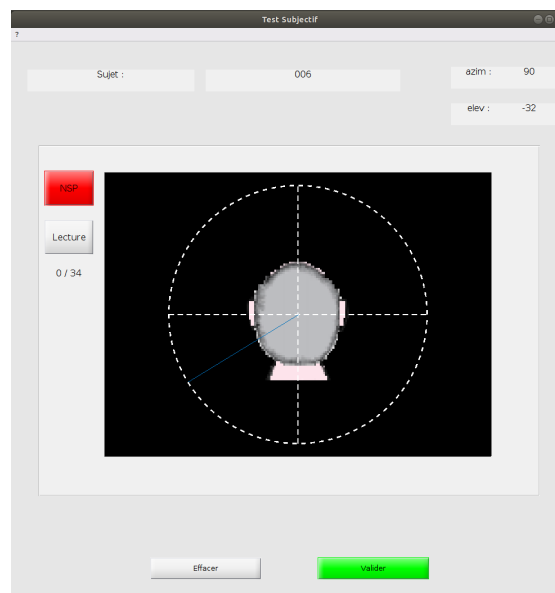 Test Subjectif
?
Sujet : 006 azim : 90
elev : -32
NSP
Lecture
0 / 34
Effacer Valider